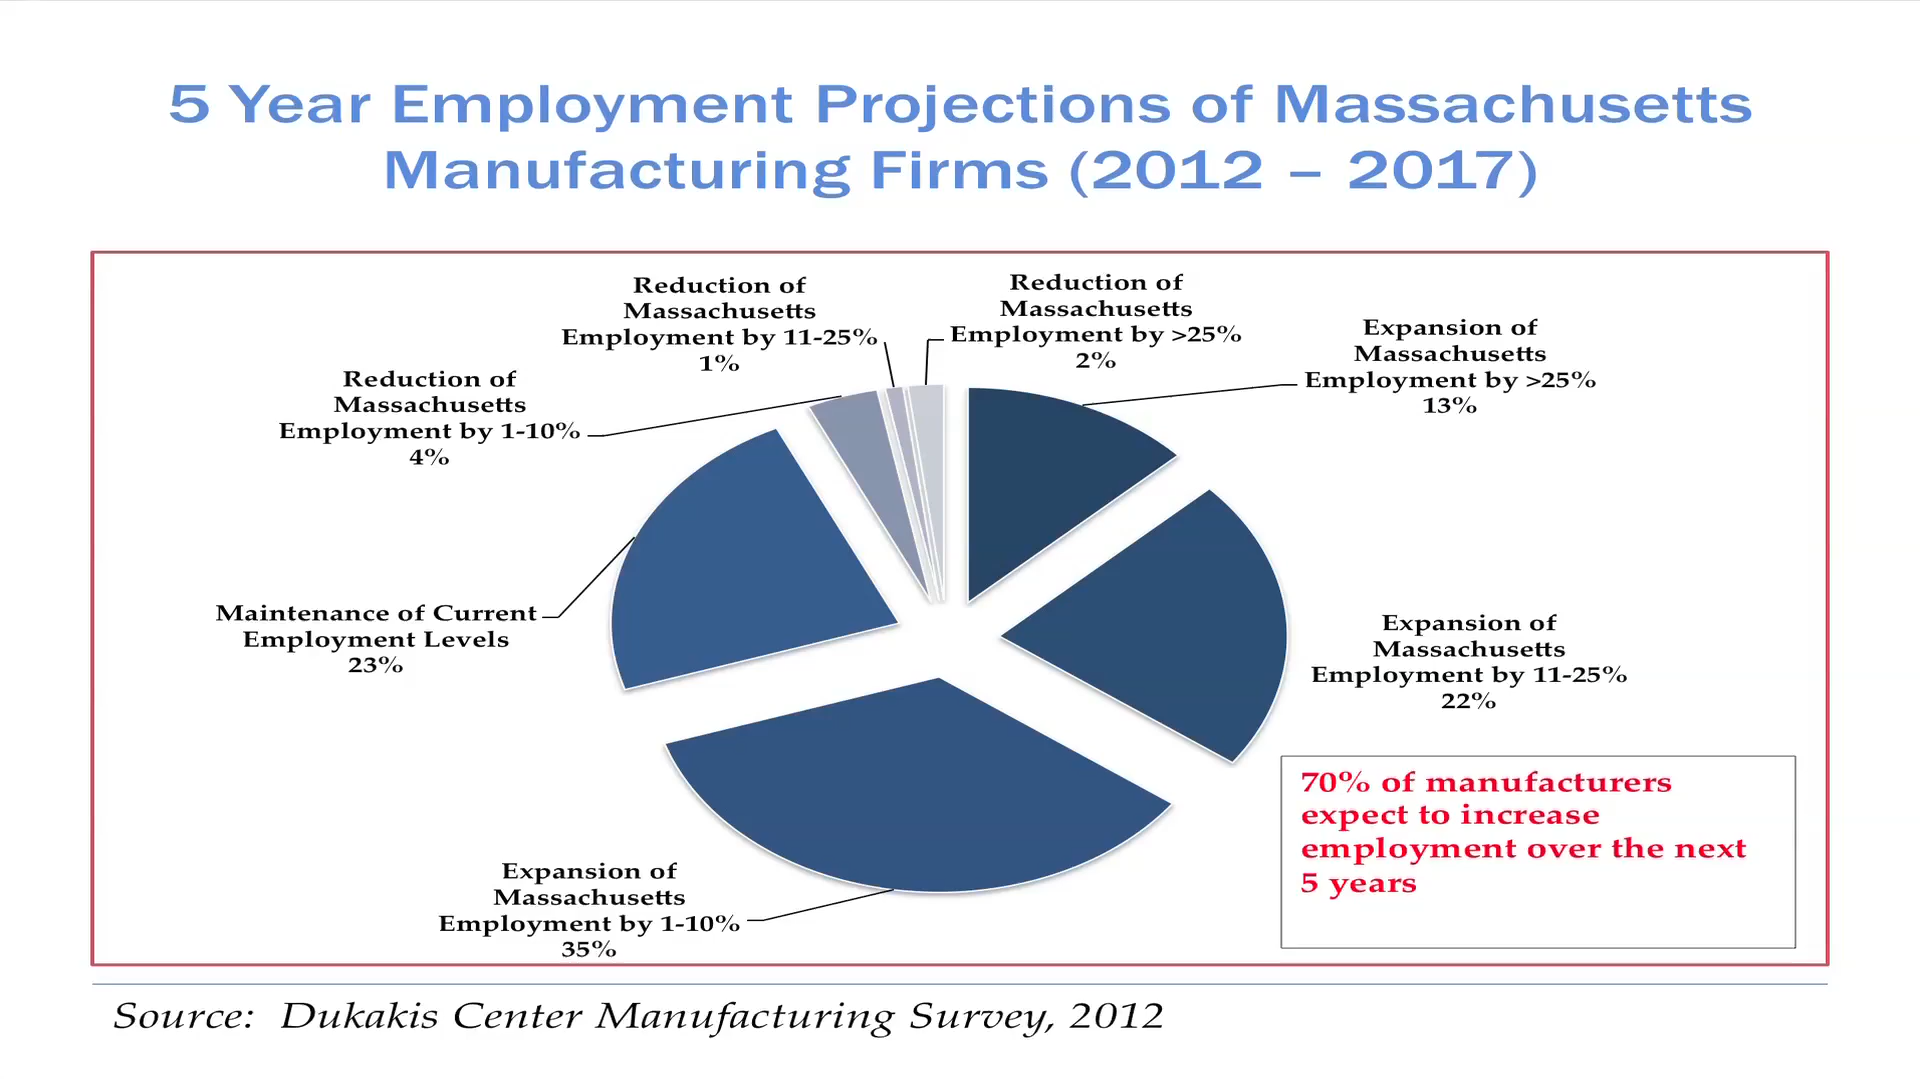 5 Year Employment Projections of Massachusetts
Manufacturing Firms (2012 – 2017)
Reduction of
Massachusetts
Employment by 11-25%
1%
Reduction of
Massachusetts
Employment by >25%
2%
Expansion of
Massachusetts
Employment by >25%
13%
Reduction of
Massachusetts
Employment by 1-10%
4%
Maintenance of Current
Employment Levels
23%
Expansion of
Massachusetts
Employment by 11-25%
22%
70% of manufacturers
expect to increase
employment over the next
5 years
Expansion of
Massachusetts
Employment by 1-10%
35%
Source:  Dukakis Center Manufacturing Survey, 2012